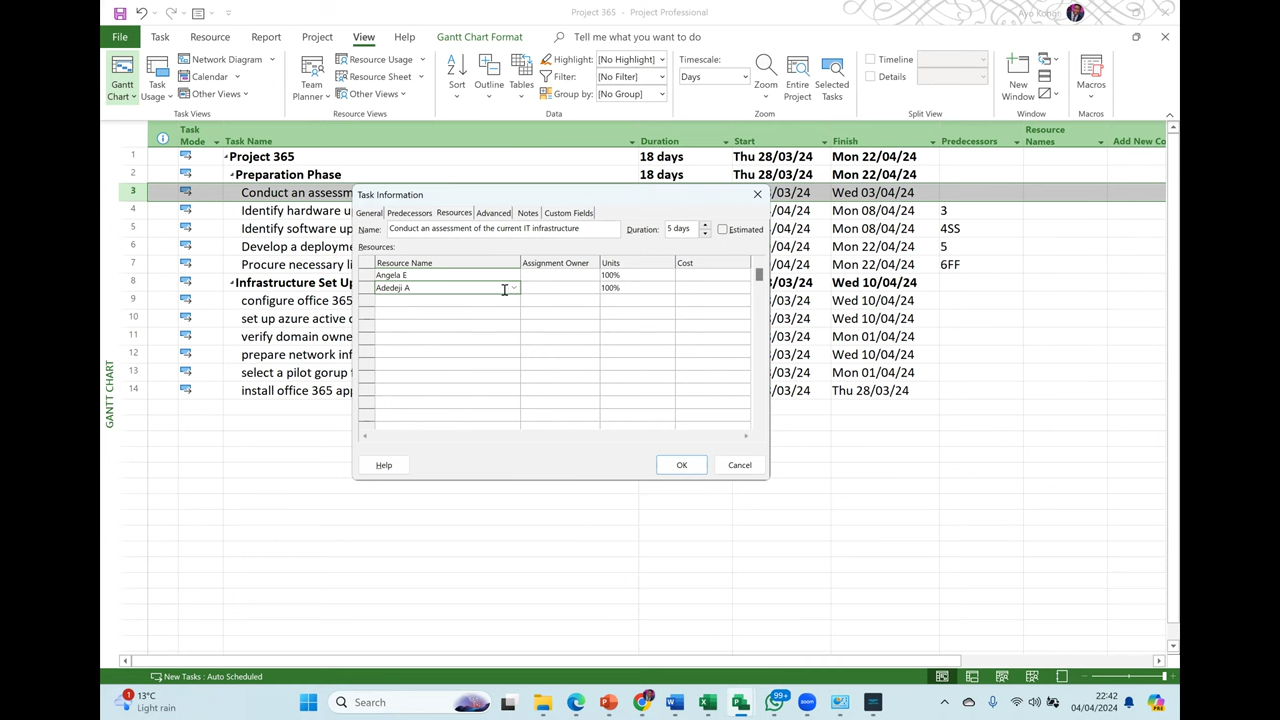 Project 365 - Project Professional
File Task Resource Report Project View Help Gantt Chart Format Tell me what you want to do
Gantt Chart
Task Usage
Network Diagram
Calendar
Other Views
Task Views
Team Planner
Resource Usage
Resource Sheet
Other Views
Resource Views
Sort
Outline
Tables
Highlight: [No Highlight]
Filter: [No Filter]
Group by: [No Group]
Data
Timescale:
Days
Zoom
Entire Project
Selected Tasks
Zoom
Timeline
Details
Split View
New Window
Window
Macros
Macros
Task Mode Task Name Duration Start Finish Predecessors Resource Names Add New Co
1 Project 365 18 days Thu 28/03/24 Mon 22/04/24
2 Preparation Phase 18 days Thu 28/03/24 Mon 22/04/24
3 Conduct an assessm /03/24 Wed 03/04/24
4 Identify hardware u /03/24 Mon 08/04/24 3
5 Identify software up /03/24 Mon 08/04/24 4SS
6 Develop a deployme /04/24 Mon 22/04/24 5
7 Procure necessary li /04/24 Mon 22/04/24 6FF
8 Infrastructure Set Up /03/24 Wed 10/04/24
9 configure office 365 /03/24 Wed 10/04/24
10 set up azure active d /03/24 Wed 10/04/24
11 verify domain owne /03/24 Mon 01/04/24
12 prepare network inf /03/24 Wed 10/04/24
13 select a pilot gorup f /03/24 Mon 01/04/24
14 install office 365 app /03/24 Thu 28/03/24
GANTT CHART
Task Information
General Predecessors Resources Advanced Notes Custom Fields
Name: Conduct an assessment of the current IT infrastructure Duration: 5 days Estimated
Resources:
Resource Name Assignment Owner Units Cost
Angela E 100%
Adedeji A 100%
Help OK Cancel
New Tasks : Auto Scheduled
1 13°C
Light rain
Search
99+
zoom
22:42
04/04/2024